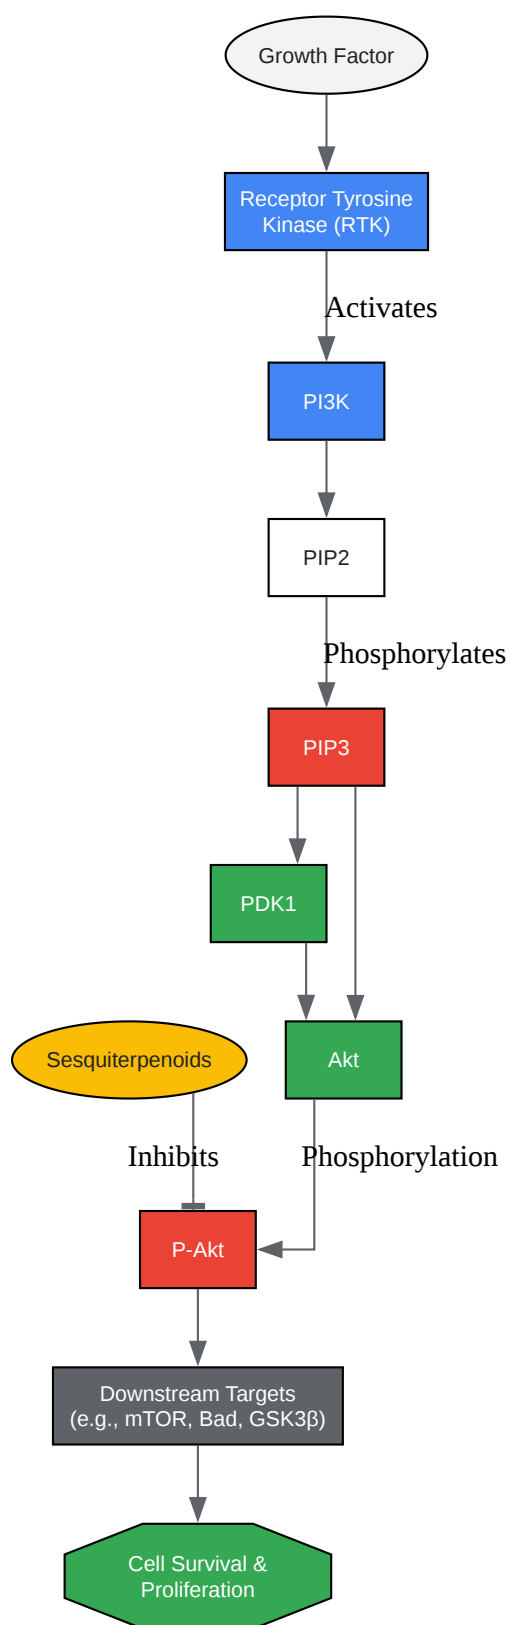 Growth Factor
Receptor Tyrosine
Kinase (RTK)
Activates
PI3K
PIP2
Phosphorylates
PIP3
PDK1
Sesquiterpenoids
Akt
Inhibits
Phosphorylation
P-Akt
Downstream Targets
(e.g., mTOR, Bad, GSK3β)
Cell Survival &
Proliferation